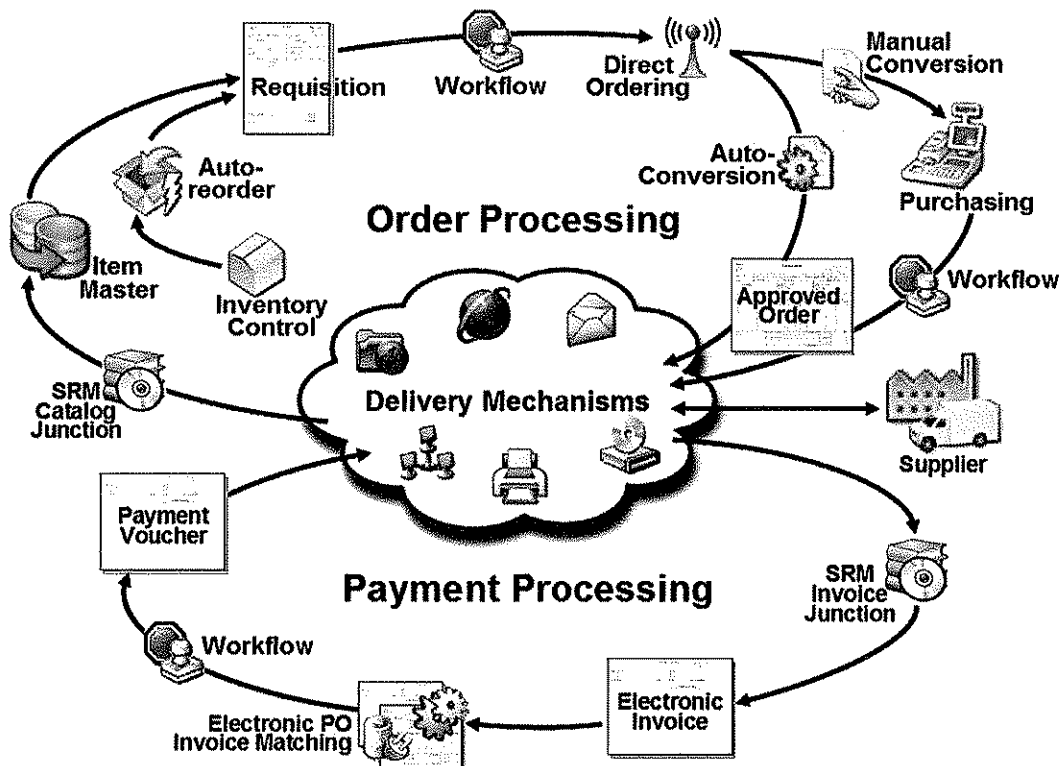 Requisition
Workflow
Direct
Ordering
Manual
Conversion
Auto-
reorder
Auto-
Conversion
Purchasing
Order Processing
Item
Master
Inventory
Control
Approved
Order
Workflow
SRM
Catalog
Junction
Delivery Mechanisms
Supplier
Payment
Voucher
Payment Processing
SRM
Invoice
Junction
Workflow
Electronic PO
Invoice Matching
Electronic
Invoice